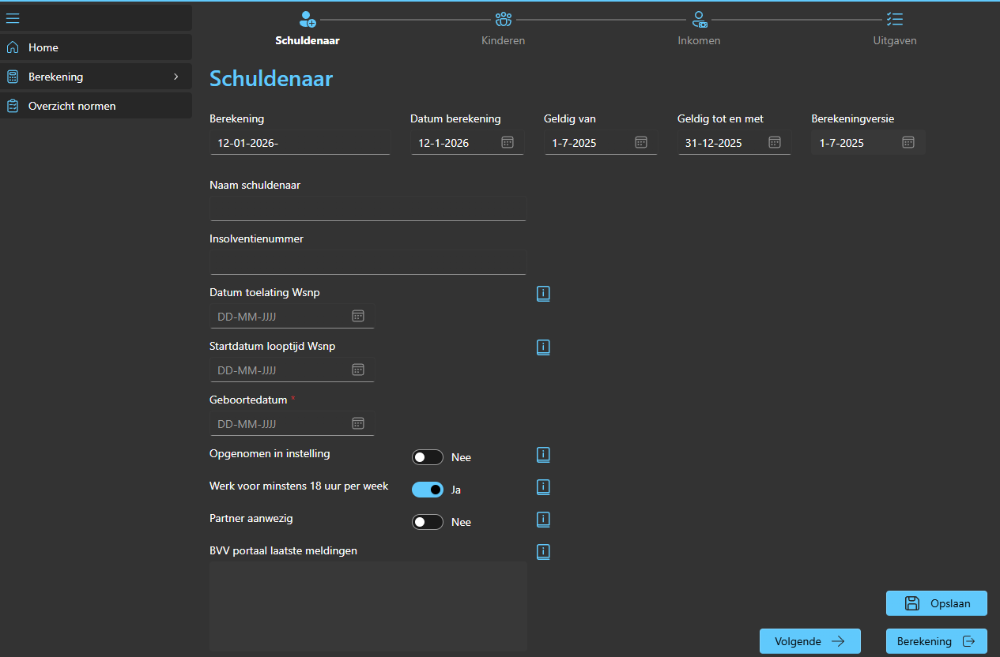 Schuldenaar
Kinderen
Inkomen
Uitgaven
Home
Berekening
Overzicht normen
Schuldenaar
Berekening
Datum berekening
Geldig van
Geldig tot en met
Berekeningversie
12-01-2026-
12-1-2026
1-7-2025
31-12-2025
1-7-2025
Naam schuldenaar
Insolventienummer
Datum toelating Wsnp
DD-MM-JJJJ
Startdatum looptijd Wsnp
DD-MM-JJJJ
Geboortedatum *
DD-MM-JJJJ
Opgenomen in instelling
Nee
Werk voor minstens 18 uur per week
Ja
Partner aanwezig
Nee
BVV portaal laatste meldingen
Opslaan
Volgende
Berekening